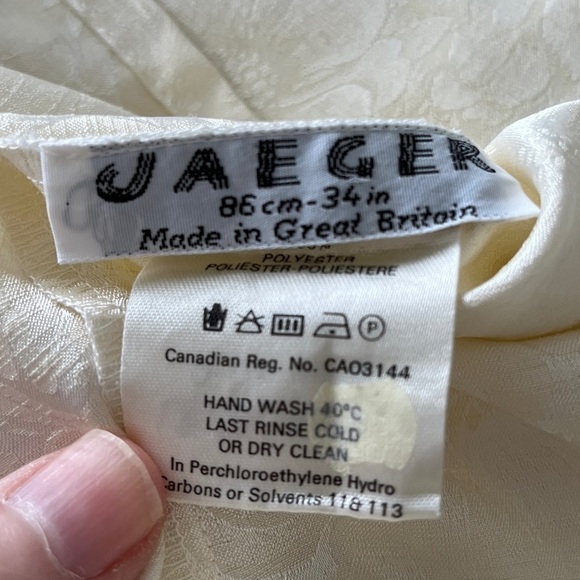 JAEGER
86cm-34in
Made in Great Britain
POLYESTER
POLIESTER-POLIESTERE
P
Canadian Reg. No. CA03144
HAND WASH 40°C
LAST RINSE COLD
OR DRY CLEAN
In Perchloroethylene Hydro
Carbons or Solvents 11 & 113